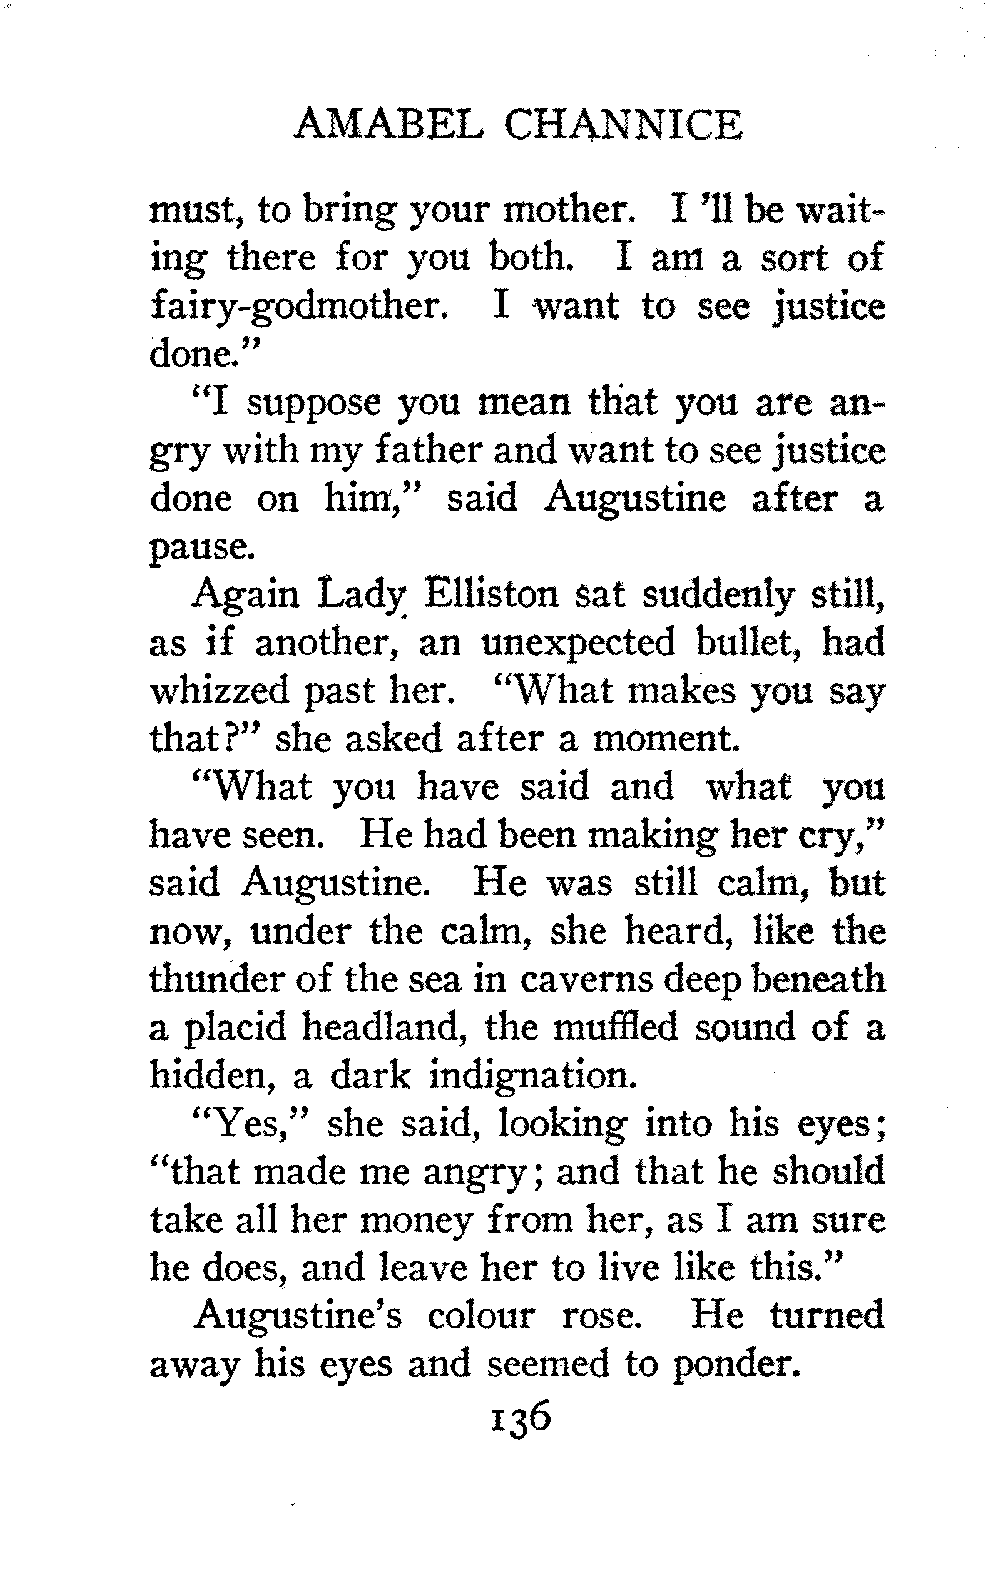 AMABEL CHANNICE
must, to bring your mother. I 'll be wait-
ing there for you both. I am a sort of
fairy-godmother. I want to see justice
done."
"I suppose you mean that you are an-
gry with my father and want to see justice
done on him," said Augustine after a
pause.
Again Lady Elliston sat suddenly still,
as if another, an unexpected bullet, had
whizzed past her. "What makes you say
that?" she asked after a moment.
"What you have said and what you
have seen. He had been making her cry,"
said Augustine. He was still calm, but
now, under the calm, she heard, like the
thunder of the sea in caverns deep beneath
a placid headland, the muffled sound of a
hidden, a dark indignation.
"Yes," she said, looking into his eyes;
"that made me angry; and that he should
take all her money from her, as I am sure
he does, and leave her to live like this."
Augustine's colour rose. He turned
away his eyes and seemed to ponder.
136